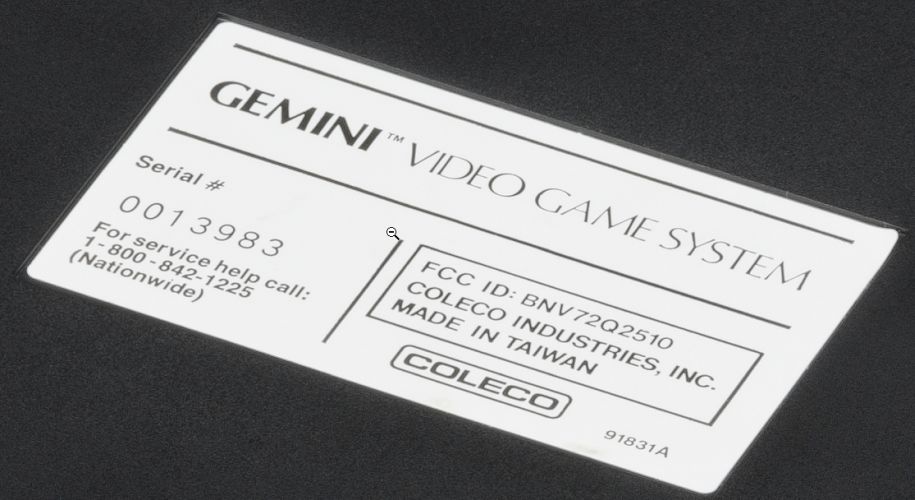 GEMINI™ VIDEO GAME SYSTEM
Serial #
0013983
For service help call:
1-800-842-1225
(Nationwide)
FCC ID: BNV72Q2510
COLECO INDUSTRIES, INC.
MADE IN TAIWAN
COLECO
91831A